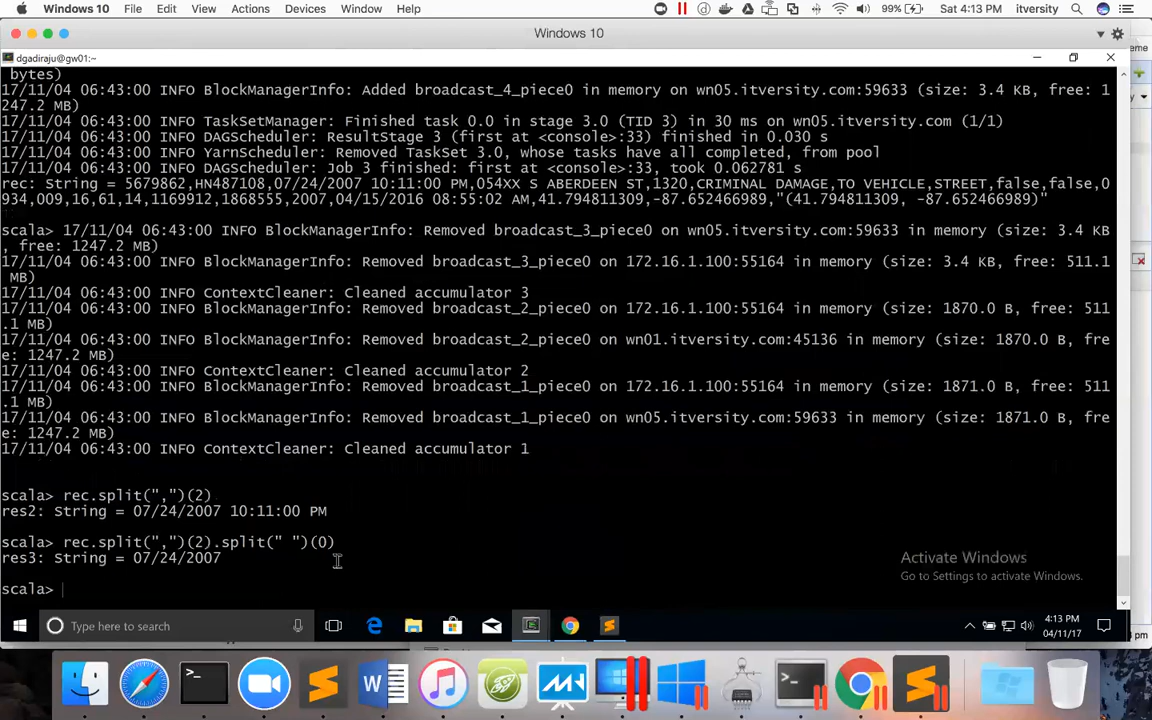 Windows 10 File Edit View Actions Devices Window Help 99% Sat 4:13 PM itversity
Windows 10
dgadiraju@gw01:~
bytes)
17/11/04 06:43:00 INFO BlockManagerInfo: Added broadcast_4_piece0 in memory on wn05.itversity.com:59633 (size: 3.4 KB, free: 1
247.2 MB)
17/11/04 06:43:00 INFO TaskSetManager: Finished task 0.0 in stage 3.0 (TID 3) in 30 ms on wn05.itversity.com (1/1)
17/11/04 06:43:00 INFO DAGScheduler: ResultStage 3 (first at <console>:33) finished in 0.030 s
17/11/04 06:43:00 INFO YarnScheduler: Removed TaskSet 3.0, whose tasks have all completed, from pool
17/11/04 06:43:00 INFO DAGScheduler: Job 3 finished: first at <console>:33, took 0.062781 s
rec: String = 5679862,HN487108,07/24/2007 10:11:00 PM,054XX S ABERDEEN ST,1320,CRIMINAL DAMAGE,TO VEHICLE,STREET,false,false,0
934,009,16,61,14,1169912,1868555,2007,04/15/2016 08:55:02 AM,41.794811309,-87.652466989,"(41.794811309, -87.652466989)"
scala> 17/11/04 06:43:00 INFO BlockManagerInfo: Removed broadcast_3_piece0 on wn05.itversity.com:59633 in memory (size: 3.4 KB
, free: 1247.2 MB)
17/11/04 06:43:00 INFO BlockManagerInfo: Removed broadcast_3_piece0 on 172.16.1.100:55164 in memory (size: 3.4 KB, free: 511.1
MB)
17/11/04 06:43:00 INFO ContextCleaner: Cleaned accumulator 3
17/11/04 06:43:00 INFO BlockManagerInfo: Removed broadcast_2_piece0 on 172.16.1.100:55164 in memory (size: 1870.0 B, free: 511
.1 MB)
17/11/04 06:43:00 INFO BlockManagerInfo: Removed broadcast_2_piece0 on wn01.itversity.com:45136 in memory (size: 1870.0 B, fre
e: 1247.2 MB)
17/11/04 06:43:00 INFO ContextCleaner: Cleaned accumulator 2
17/11/04 06:43:00 INFO BlockManagerInfo: Removed broadcast_1_piece0 on 172.16.1.100:55164 in memory (size: 1871.0 B, free: 511
.1 MB)
17/11/04 06:43:00 INFO BlockManagerInfo: Removed broadcast_1_piece0 on wn05.itversity.com:59633 in memory (size: 1871.0 B, fre
e: 1247.2 MB)
17/11/04 06:43:00 INFO ContextCleaner: Cleaned accumulator 1
scala> rec.split(",")(2)
res2: String = 07/24/2007 10:11:00 PM
scala> rec.split(",")(2).split(" ")(0)
res3: String = 07/24/2007
scala>
Activate Windows
Go to Settings to activate Windows.
Type here to search
4:13 PM
04/11/17